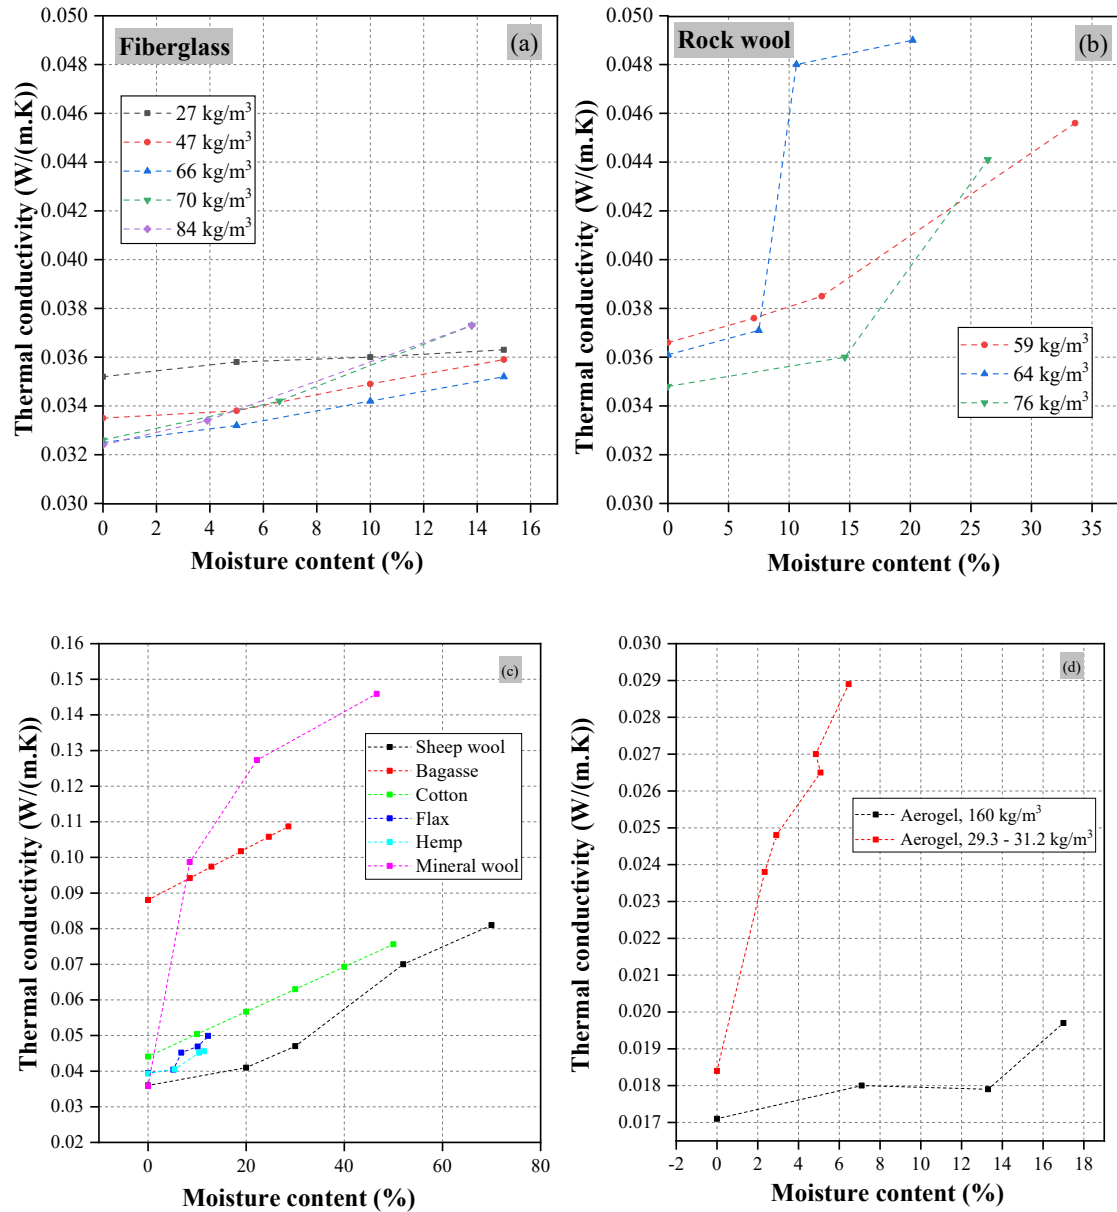 Fiberglass
(a)
27 kg/m³
47 kg/m³
66 kg/m³
70 kg/m³
84 kg/m³
Thermal conductivity (W/(m.K))
0.050
0.048
0.046
0.044
0.042
0.040
0.038
0.036
0.034
0.032
0.030
0 2 4 6 8 10 12 14 16
Moisture content (%)
Rock wool
(b)
59 kg/m³
64 kg/m³
76 kg/m³
Thermal conductivity (W/(m.K))
0.050
0.048
0.046
0.044
0.042
0.040
0.038
0.036
0.034
0.032
0.030
0 5 10 15 20 25 30 35
Moisture content (%)
(c)
Sheep wool
Bagasse
Cotton
Flax
Hemp
Mineral wool
Thermal conductivity (W/(m.K))
0.16
0.15
0.14
0.13
0.12
0.11
0.10
0.09
0.08
0.07
0.06
0.05
0.04
0.03
0.02
0 20 40 60 80
Moisture content (%)
(d)
Aerogel, 160 kg/m³
Aerogel, 29.3 - 31.2 kg/m³
Thermal conductivity (W/(m.K))
0.030
0.029
0.028
0.027
0.026
0.025
0.024
0.023
0.022
0.021
0.020
0.019
0.018
0.017
-2 0 2 4 6 8 10 12 14 16 18
Moisture content (%)